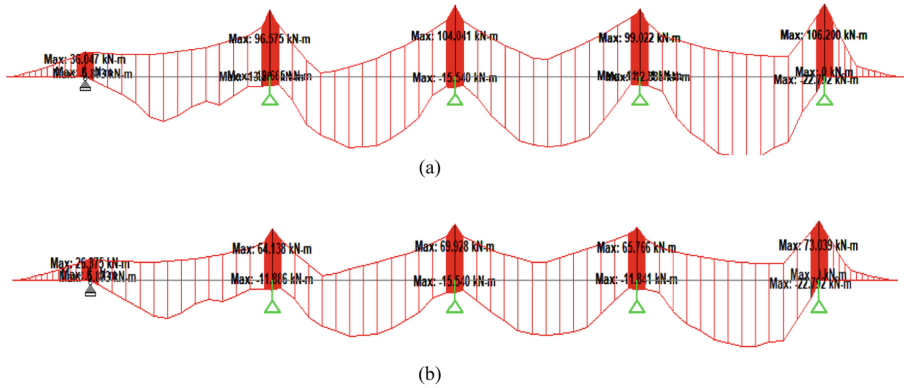 Max: 36.047 kN-m
Max: 96.575 kN-m
Max: 104.041 kN-m
Max: 99.022 kN-m
Max: 106.200 kN-m
Max: -15.540 kN-m
Max: -22.792 kN-m
(a)
Max: 26.375 kN-m
Max: 64.138 kN-m
Max: 69.928 kN-m
Max: 65.766 kN-m
Max: 73.039 kN-m
Max: -11.886 kN-m
Max: -15.540 kN-m
Max: -11.841 kN-m
Max: -22.792 kN-m
(b)